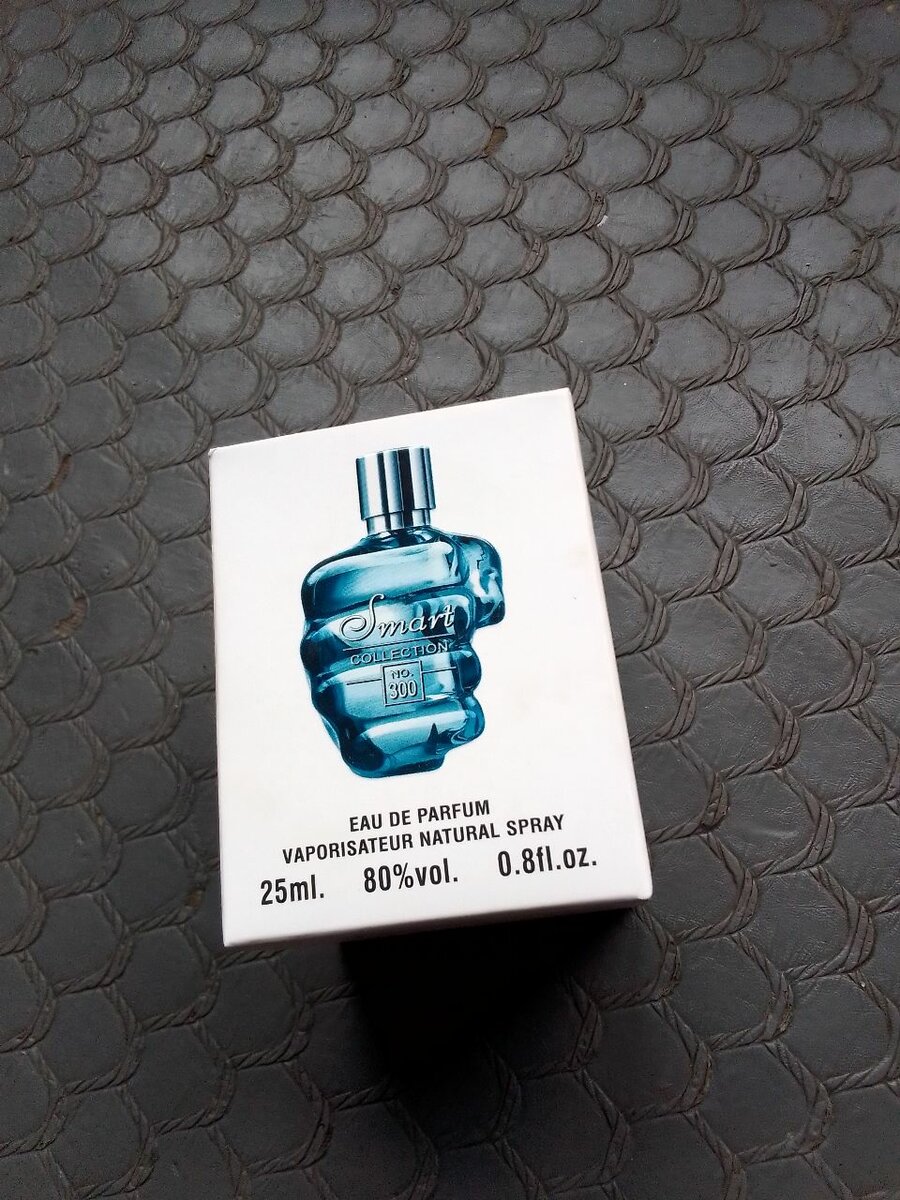 Smart
COLLECTION
NO.
300
EAU DE PARFUM
VAPORISATEUR NATURAL SPRAY
25ml. 80%vol. 0.8fl.oz.